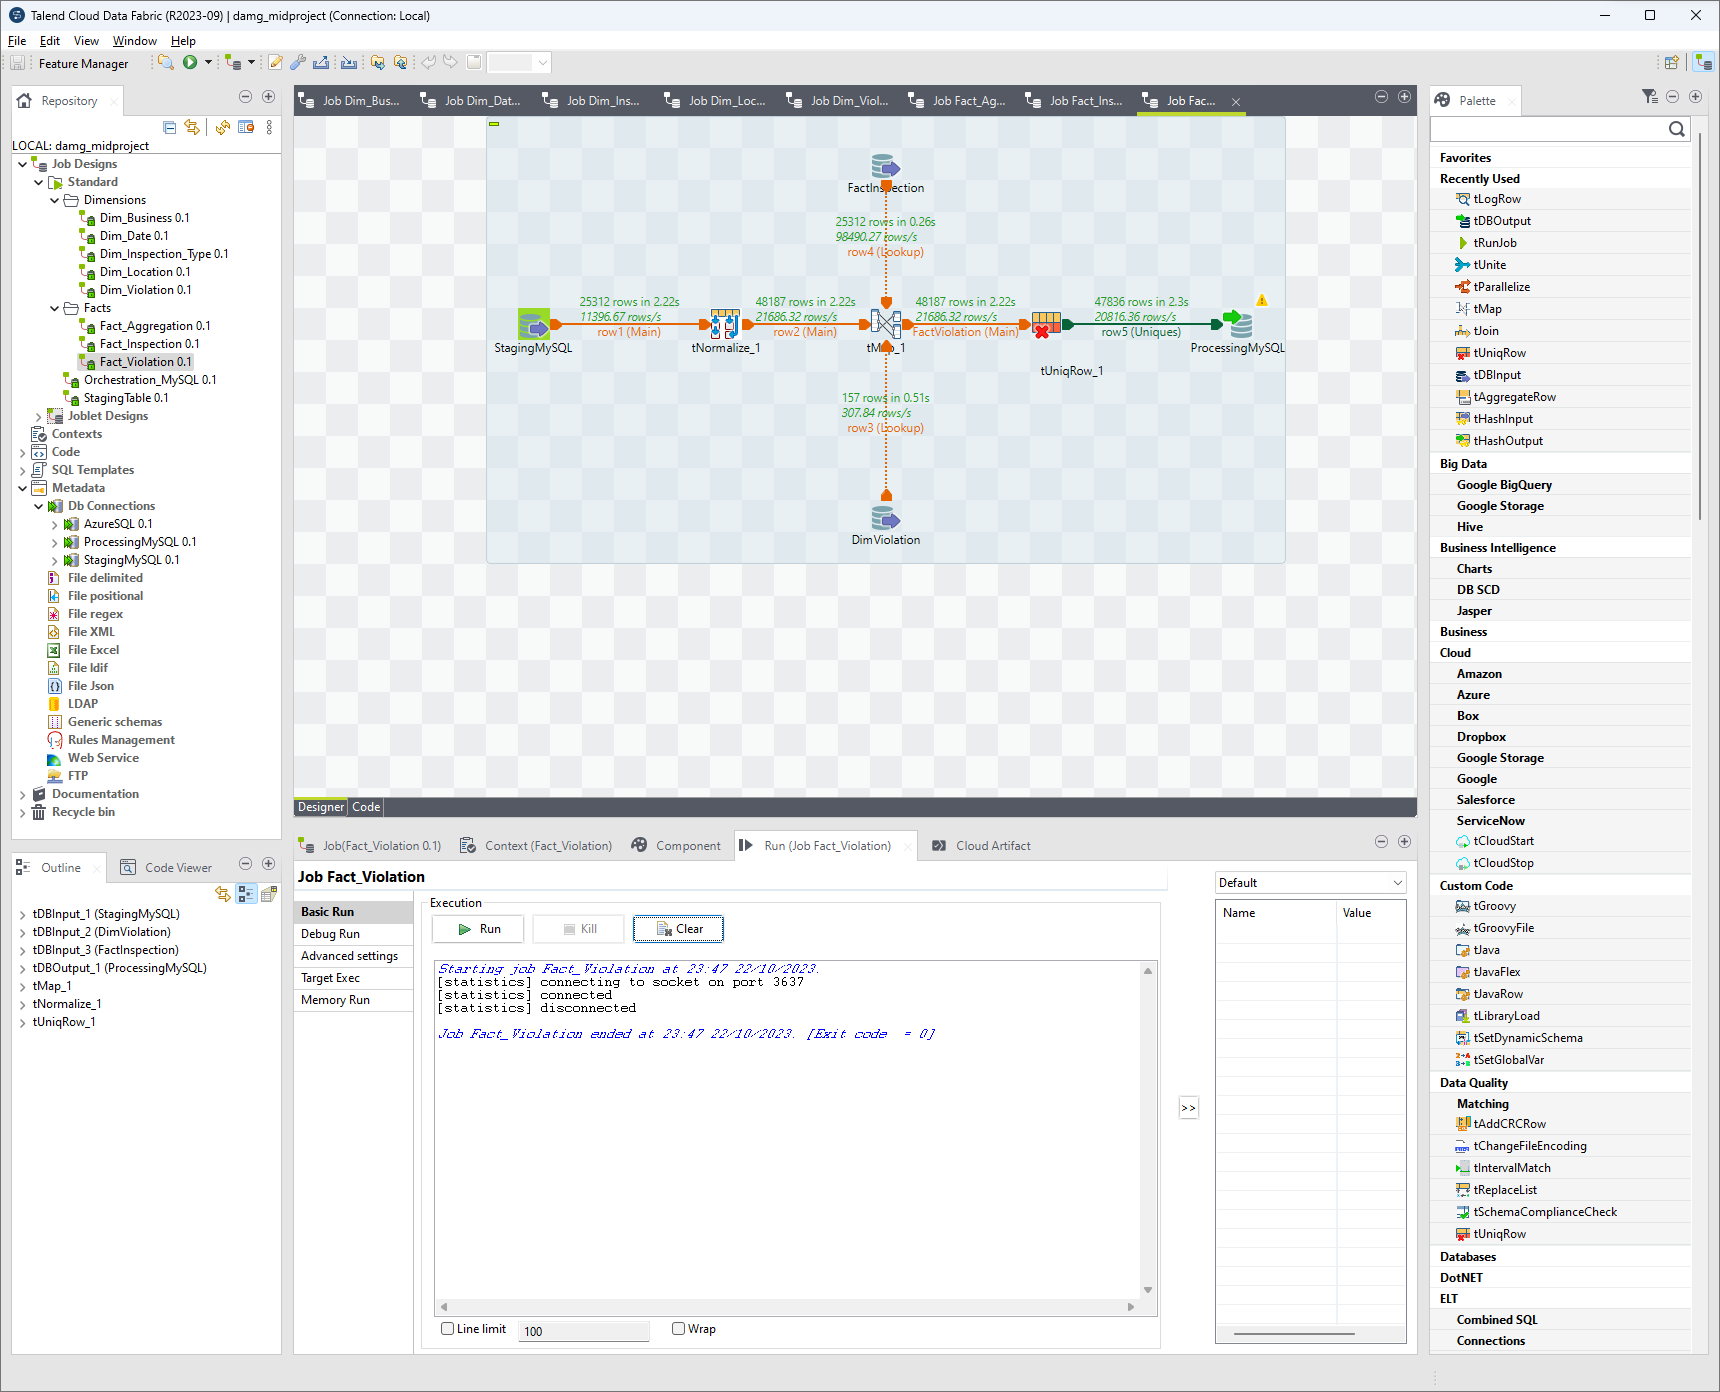 Talend Cloud Data Fabric (R2023-09) | damg_midproject (Connection: Local)
File Edit View Window Help
Feature Manager
Repository
LOCAL: damg_midproject
Job Designs
Standard
Dimensions
Dim_Business 0.1
Dim_Date 0.1
Dim_Inspection_Type 0.1
Dim_Location 0.1
Dim_Violation 0.1
Facts
Fact_Aggregation 0.1
Fact_Inspection 0.1
Fact_Violation 0.1
Orchestration_MySQL 0.1
StagingTable 0.1
Joblet Designs
Contexts
Code
SQL Templates
Metadata
Db Connections
AzureSQL 0.1
ProcessingMySQL 0.1
StagingMySQL 0.1
File delimited
File positional
File regex
File XML
File Excel
File ldif
File Json
LDAP
Generic schemas
Rules Management
Web Service
FTP
Documentation
Recycle bin
Outline
Code Viewer
tDBInput_1 (StagingMySQL)
tDBInput_2 (DimViolation)
tDBInput_3 (FactInspection)
tDBOutput_1 (ProcessingMySQL)
tMap_1
tNormalize_1
tUniqRow_1
Job Dim_Bus... Job Dim_Dat... Job Dim_Ins... Job Dim_Loc... Job Dim_Viol... Job Fact_Ag... Job Fact_Ins... Job Fac...
FactInspection
25312 rows in 0.26s
98490.27 rows/s
row4 (Lookup)
25312 rows in 2.22s
11396.67 rows/s
row1 (Main)
48187 rows in 2.22s
21686.32 rows/s
row2 (Main)
48187 rows in 2.22s
21686.32 rows/s
FactViolation (Main)
47836 rows in 2.3s
20816.36 rows/s
row5 (Uniques)
StagingMySQL
tNormalize_1
tMap_1
tUniqRow_1
ProcessingMySQL
157 rows in 0.51s
307.84 rows/s
row3 (Lookup)
DimViolation
Designer Code
Job(Fact_Violation 0.1) Context (Fact_Violation) Component Run (Job Fact_Violation) Cloud Artifact
Job Fact_Violation
Basic Run
Debug Run
Advanced settings
Target Exec
Memory Run
Execution
Run Kill Clear
Starting job Fact_Violation at 23:47 22/10/2023.
[statistics] connecting to socket on port 3637
[statistics] connected
[statistics] disconnected
Job Fact_Violation ended at 23:47 22/10/2023. [Exit code  = 0]
Line limit 100 Wrap
>>
Default
Name Value
Palette
Favorites
Recently Used
tLogRow
tDBOutput
tRunJob
tUnite
tParallelize
tMap
tJoin
tUniqRow
tDBInput
tAggregateRow
tHashInput
tHashOutput
Big Data
Google BigQuery
Google Storage
Hive
Business Intelligence
Charts
DB SCD
Jasper
Business
Cloud
Amazon
Azure
Box
Dropbox
Google Storage
Google
Salesforce
ServiceNow
tCloudStart
tCloudStop
Custom Code
tGroovy
tGroovyFile
tJava
tJavaFlex
tJavaRow
tLibraryLoad
tSetDynamicSchema
tSetGlobalVar
Data Quality
Matching
tAddCRCRow
tChangeFileEncoding
tIntervalMatch
tReplaceList
tSchemaComplianceCheck
tUniqRow
Databases
DotNET
ELT
Combined SQL
Connections